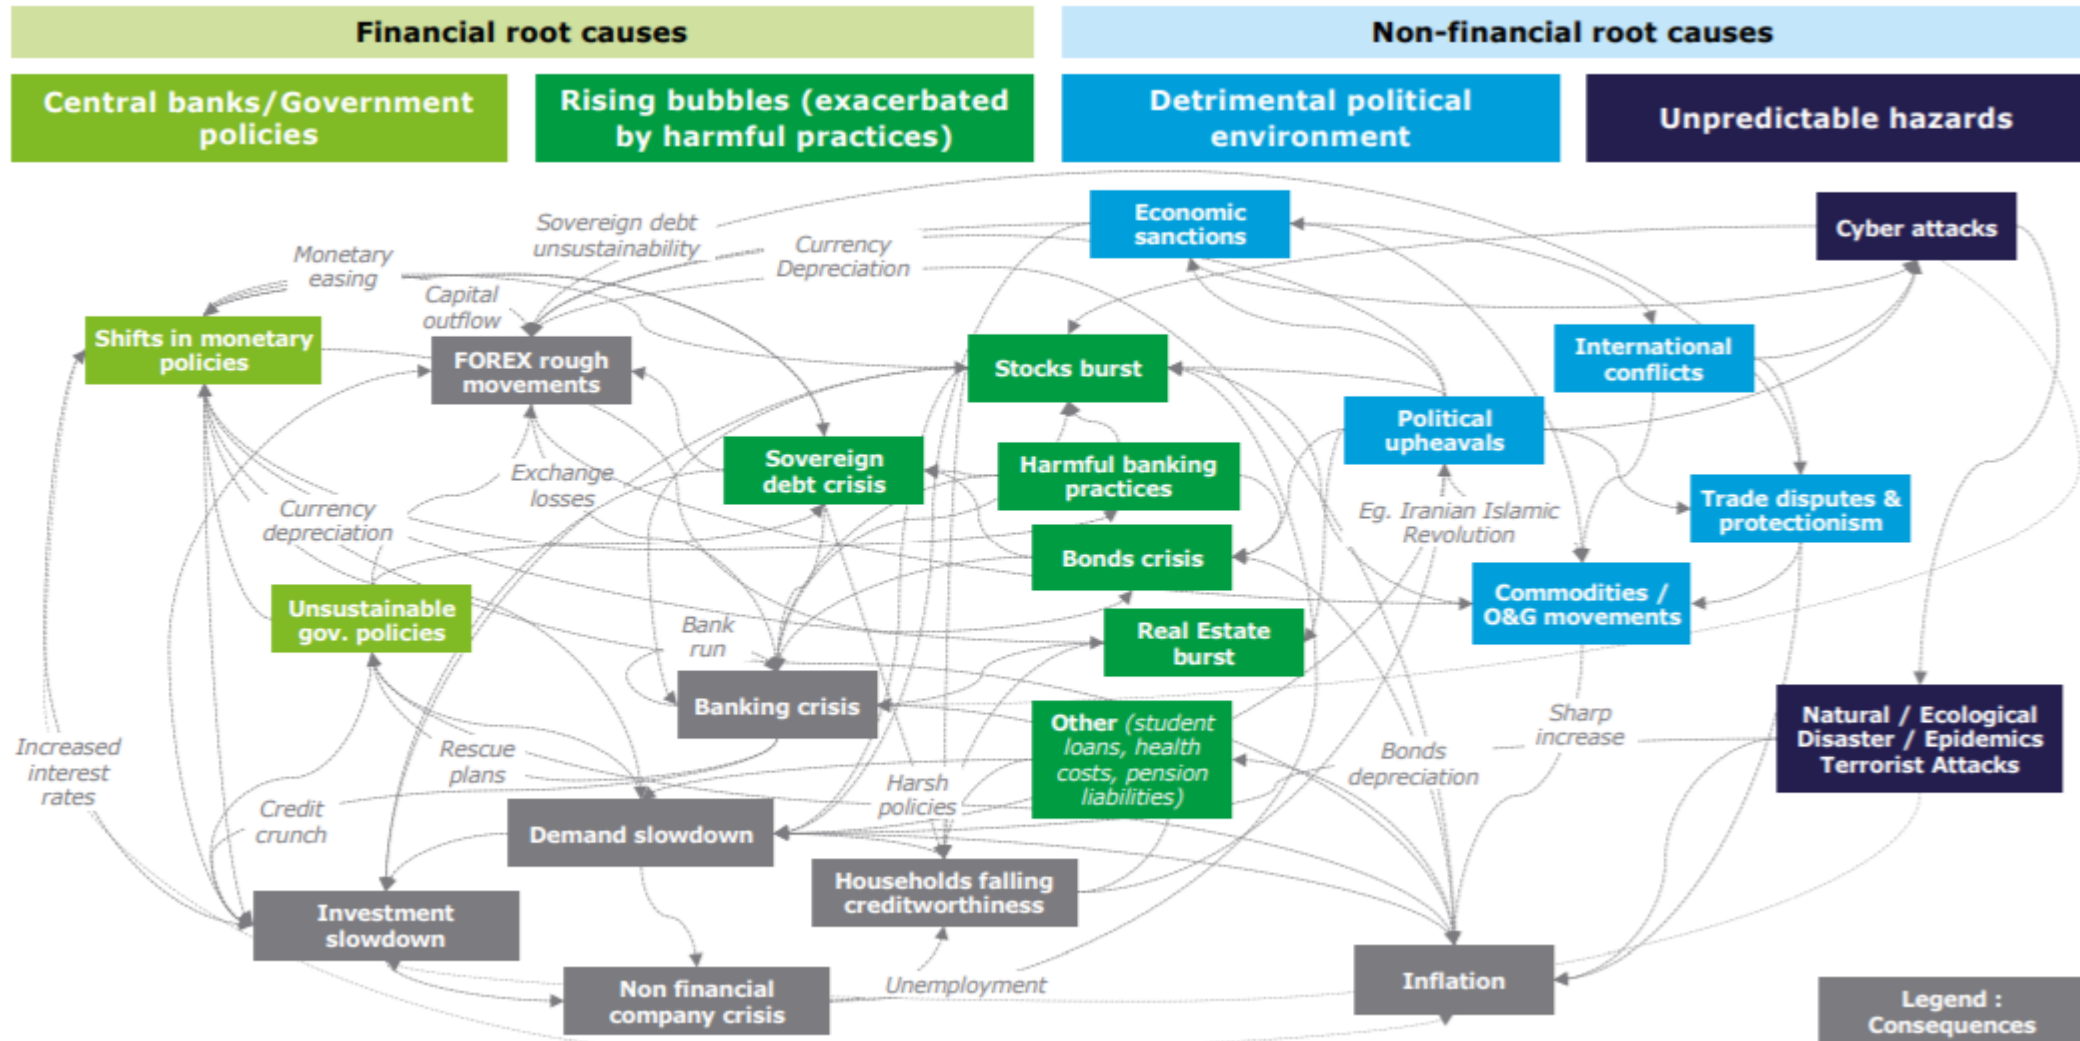 Financial root causes
Non-financial root causes
Central banks/Government
policies
Rising bubbles (exacerbated
by harmful practices)
Detrimental political
environment
Unpredictable hazards
Economic
sanctions
Cyber attacks
Sovereign debt
unsustainability
Currency
Depreciation
Monetary
easing
Capital
outflow
Shifts in monetary
policies
FOREX rough
movements
Stocks burst
International
conflicts
Political
upheavals
Sovereign
debt crisis
Harmful banking
practices
Exchange
losses
Eg. Iranian Islamic
Revolution
Trade disputes &
protectionism
Currency
depreciation
Bonds crisis
Commodities /
O&G movements
Unsustainable
gov. policies
Bank
run
Real Estate
burst
Banking crisis
Other (student
loans, health
costs, pension
liabilities)
Sharp
increase
Natural / Ecological
Disaster / Epidemics
Terrorist Attacks
Increased
interest
rates
Rescue
plans
Bonds
depreciation
Harsh
policies
Credit
crunch
Demand slowdown
Households falling
creditworthiness
Investment
slowdown
Non financial
company crisis
Unemployment
Inflation
Legend :
Consequences